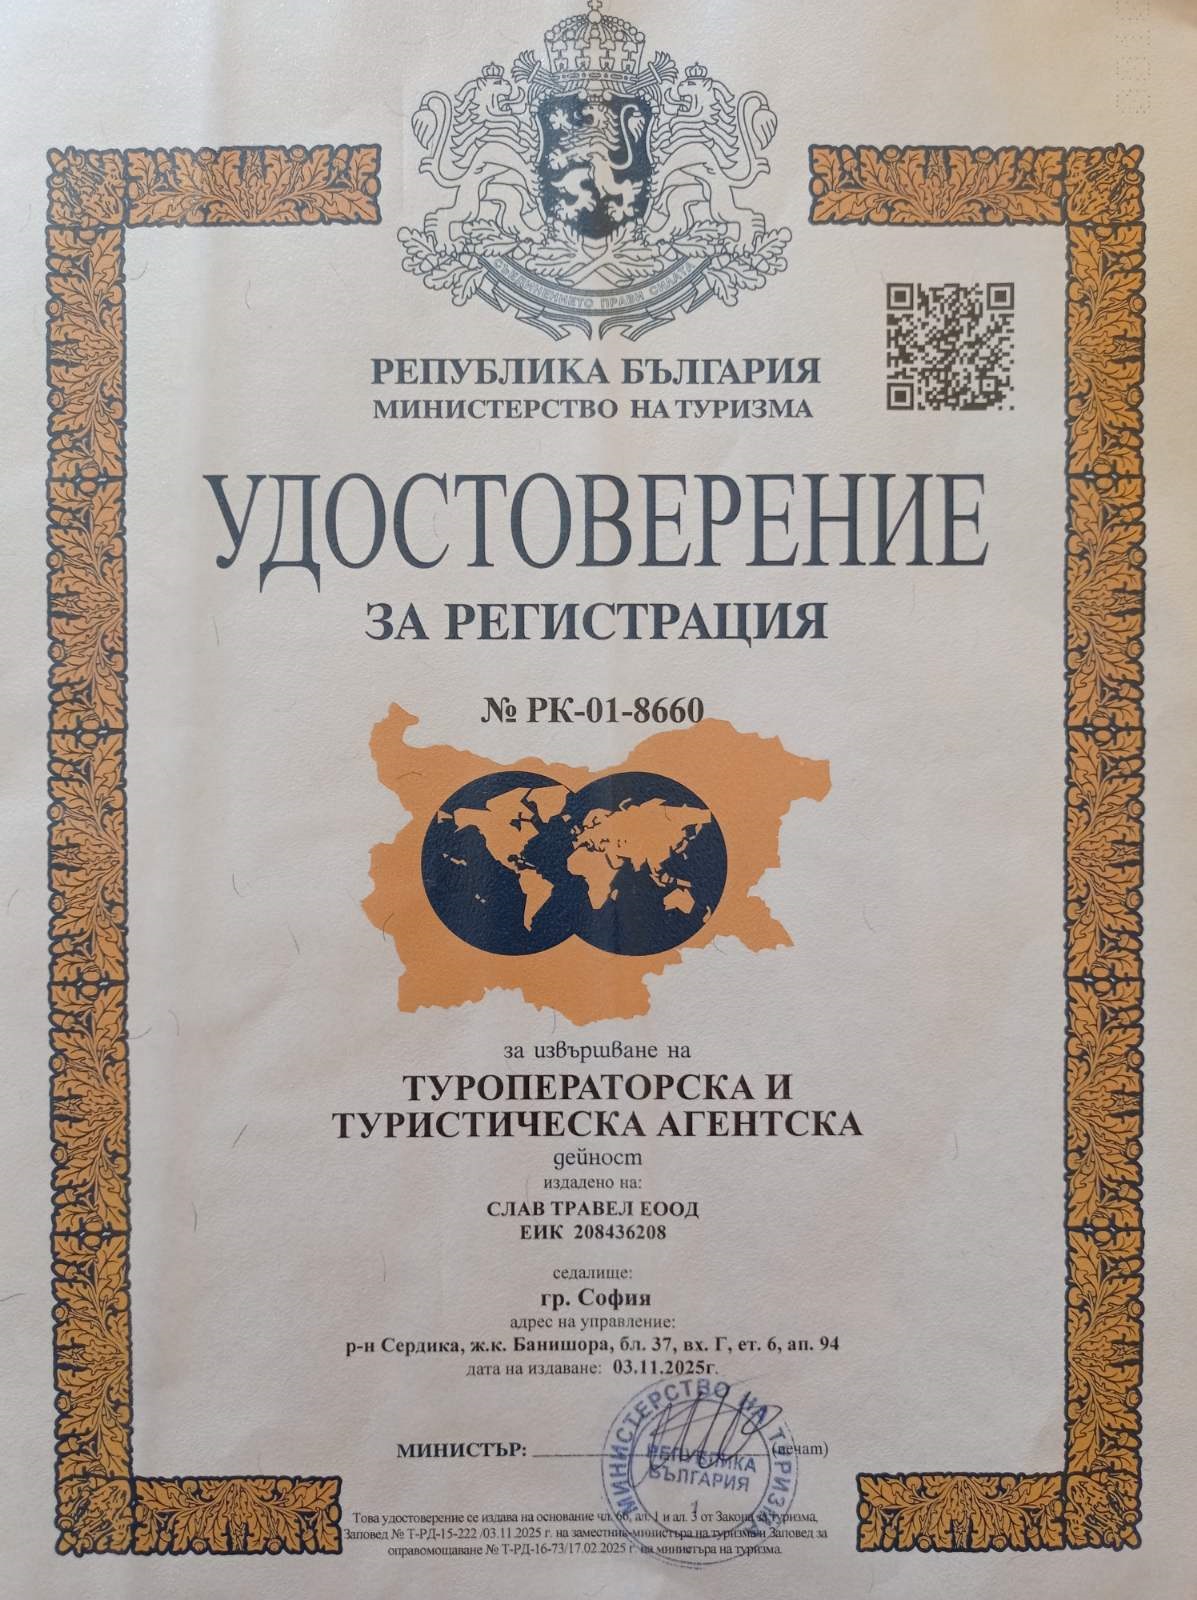 СЪЕДИНЕНИЕТО ПРАВИ СИЛАТА
РЕПУБЛИКА БЪЛГАРИЯ
МИНИСТЕРСТВО НА ТУРИЗМА
УДОСТОВЕРЕНИЕ
ЗА РЕГИСТРАЦИЯ
№ РК-01-8660
за извършване на
ТУРОПЕРАТОРСКА И
ТУРИСТИЧЕСКА АГЕНТСКА
дейност
издадено на:
СЛАВ ТРАВЕЛ ЕООД
ЕИК 208436208
седалище:
гр. София
адрес на управление:
р-н Сердика, ж.к. Банишора, бл. 37, вх. Г, ет. 6, ап. 94
дата на издаване: 03.11.2025г.
МИНИСТЪР: (печат)
МИНИСТЕРСТВО НА ТУРИЗМА
РЕПУБЛИКА
БЪЛГАРИЯ
1
Това удостоверение се издава на основание чл. 66, ал. 1 и ал. 3 от Закона за туризма,
Заповед № Т-РД-15-222 /03.11.2025 г. на заместник-министъра на туризма и Заповед за
оправомощаване № Т-РД-16-73/17.02.2025 г. на министъра на туризма.